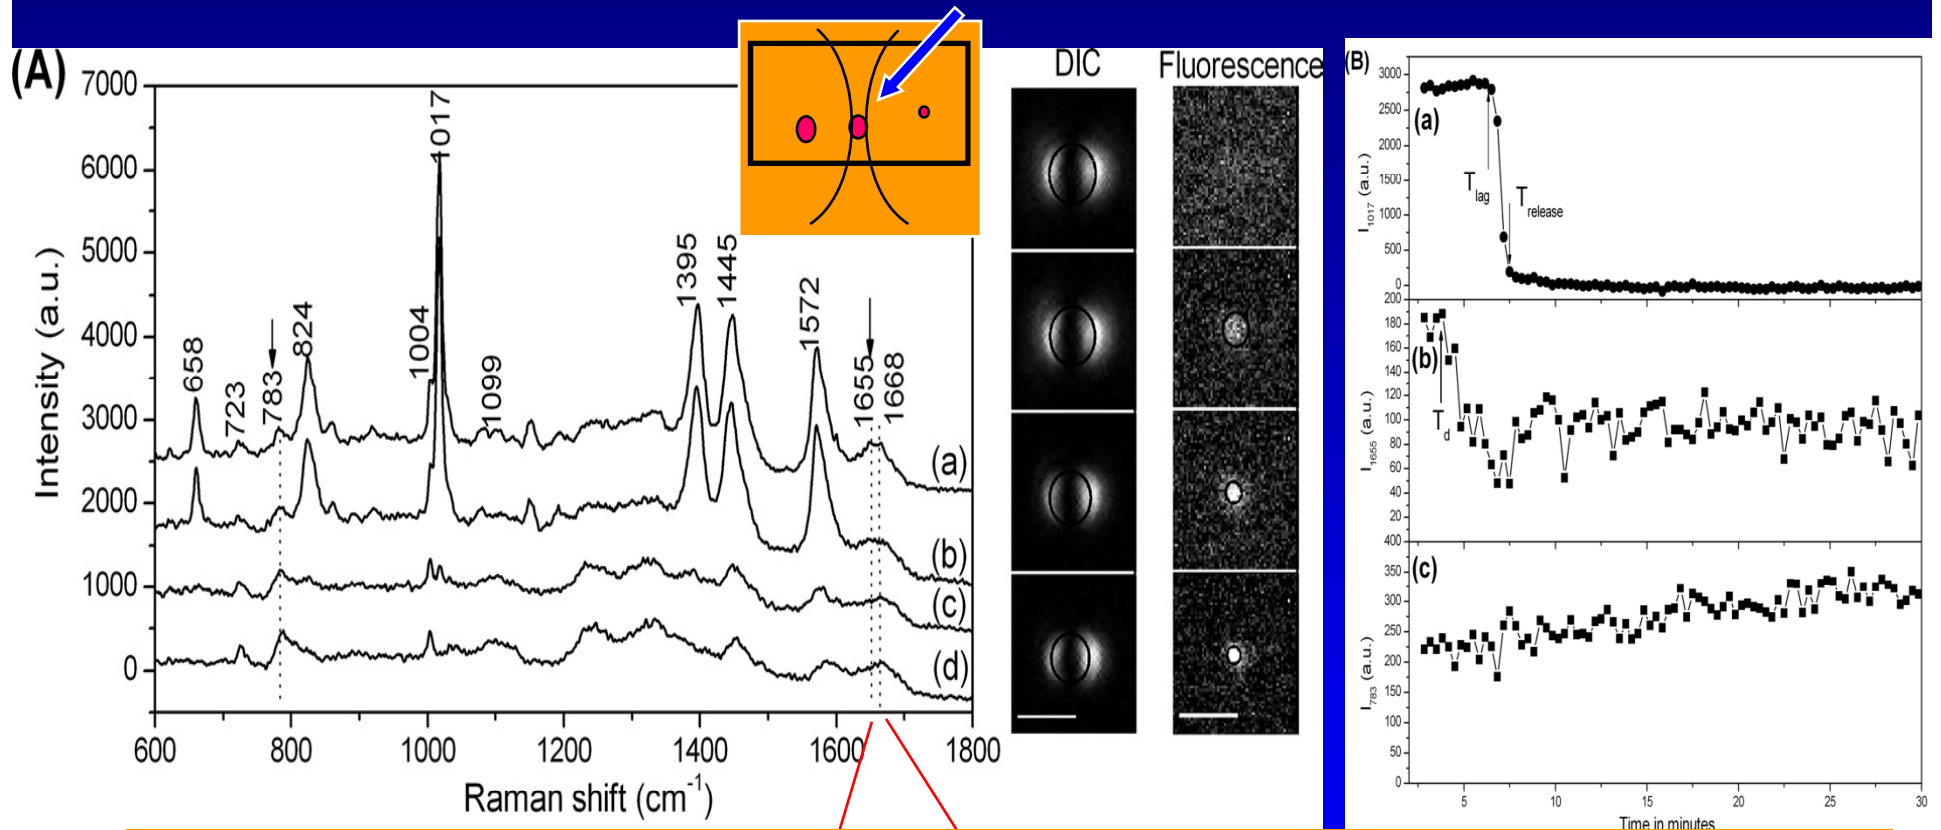 (A)
DIC
Fluorescence
7000
6000
5000
4000
3000
2000
1000
0
Intensity (a.u.)
658
723
783
824
1004
1017
1099
1395
1445
1572
1655
1668
(a)
(b)
(c)
(d)
600
800
1000
1200
1400
1600
1800
Raman shift (cm⁻¹)
(B)
3000
2500
2000
1500
1000
500
0
I1017 (a.u.)
(a)
Tlag
Trelease
200
180
160
140
120
100
80
60
40
20
I1655 (a.u.)
(b)
Td
400
350
300
250
200
150
100
50
0
I783 (a.u.)
(c)
5
10
15
20
25
30
Time in minutes